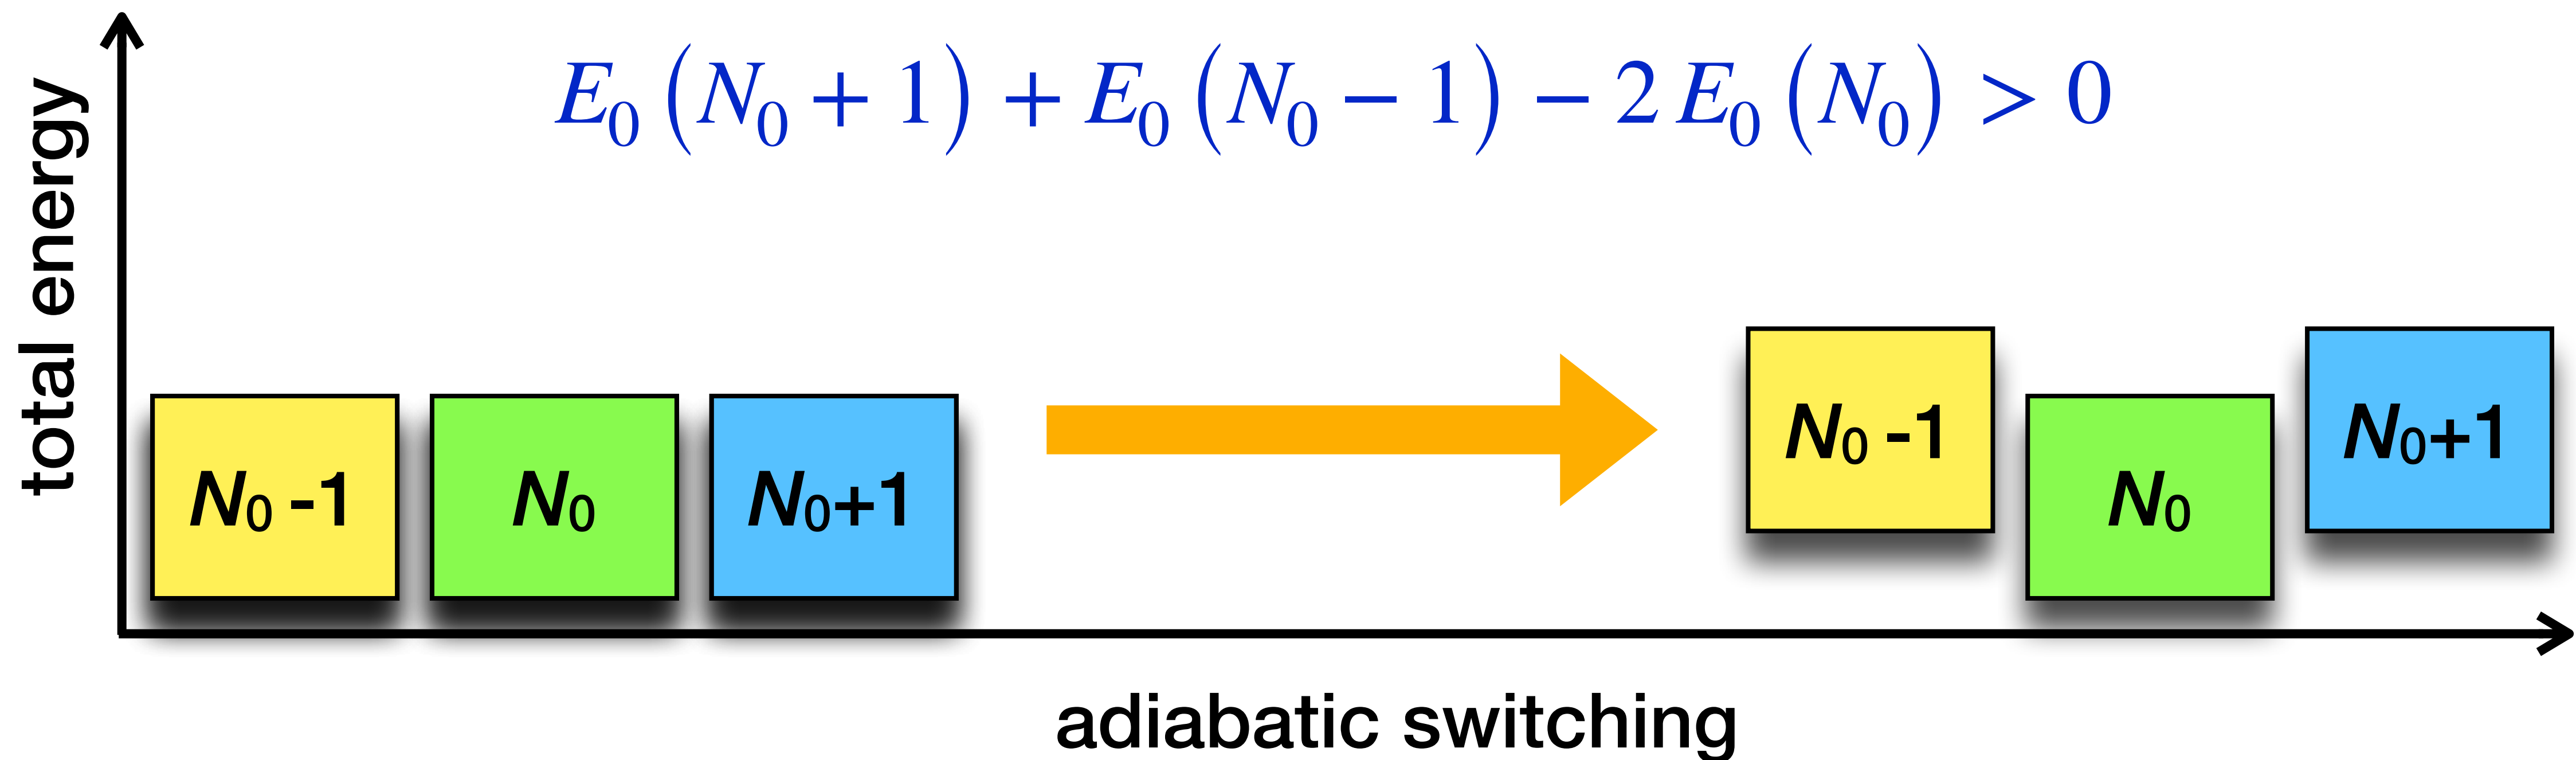 total energy
E₀ (N₀ + 1) + E₀ (N₀ − 1) − 2 E₀ (N₀) > 0
N₀ -1
N₀
N₀+1
N₀ -1
N₀
N₀+1
adiabatic switching